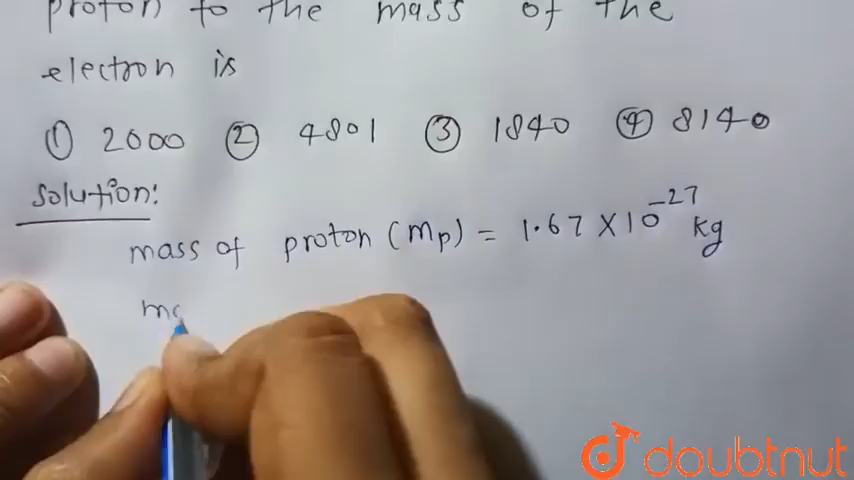 proton to the mass of the
electron is
① 2000 ② 4801 ③ 1840 ④ 8140
Solution:
mass of proton (mp) = 1.67 X 10⁻²⁷ kg
ma
doubtnut